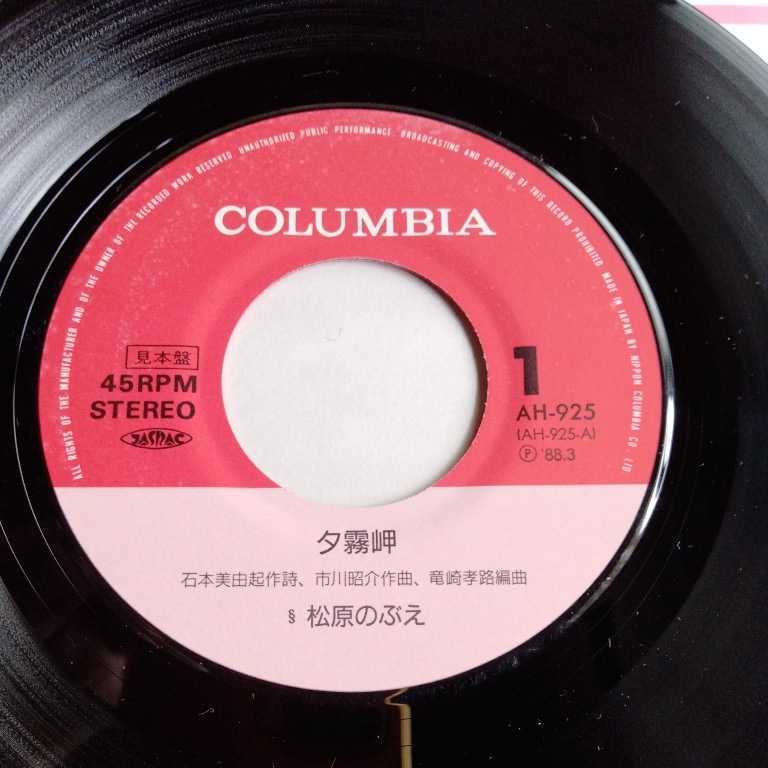 ALL RIGHTS OF THE MANUFACTURER AND OF THE OWNER OF THE RECORDED WORK RESERVED UNAUTHORIZED PUBLIC PERFORMANCE BROADCASTING AND COPYING OF THIS RECORD PROHIBITED MADE IN JAPAN BY NIPPON COLUMBIA CO., LTD
COLUMBIA
見本盤
45RPM
STEREO
JASRAC
1
AH-925
(AH-925-A)
Ⓟ '88.3
夕霧岬
石本美由起作詩、市川昭介作曲、竜崎孝路編曲
§ 松原のぶえ